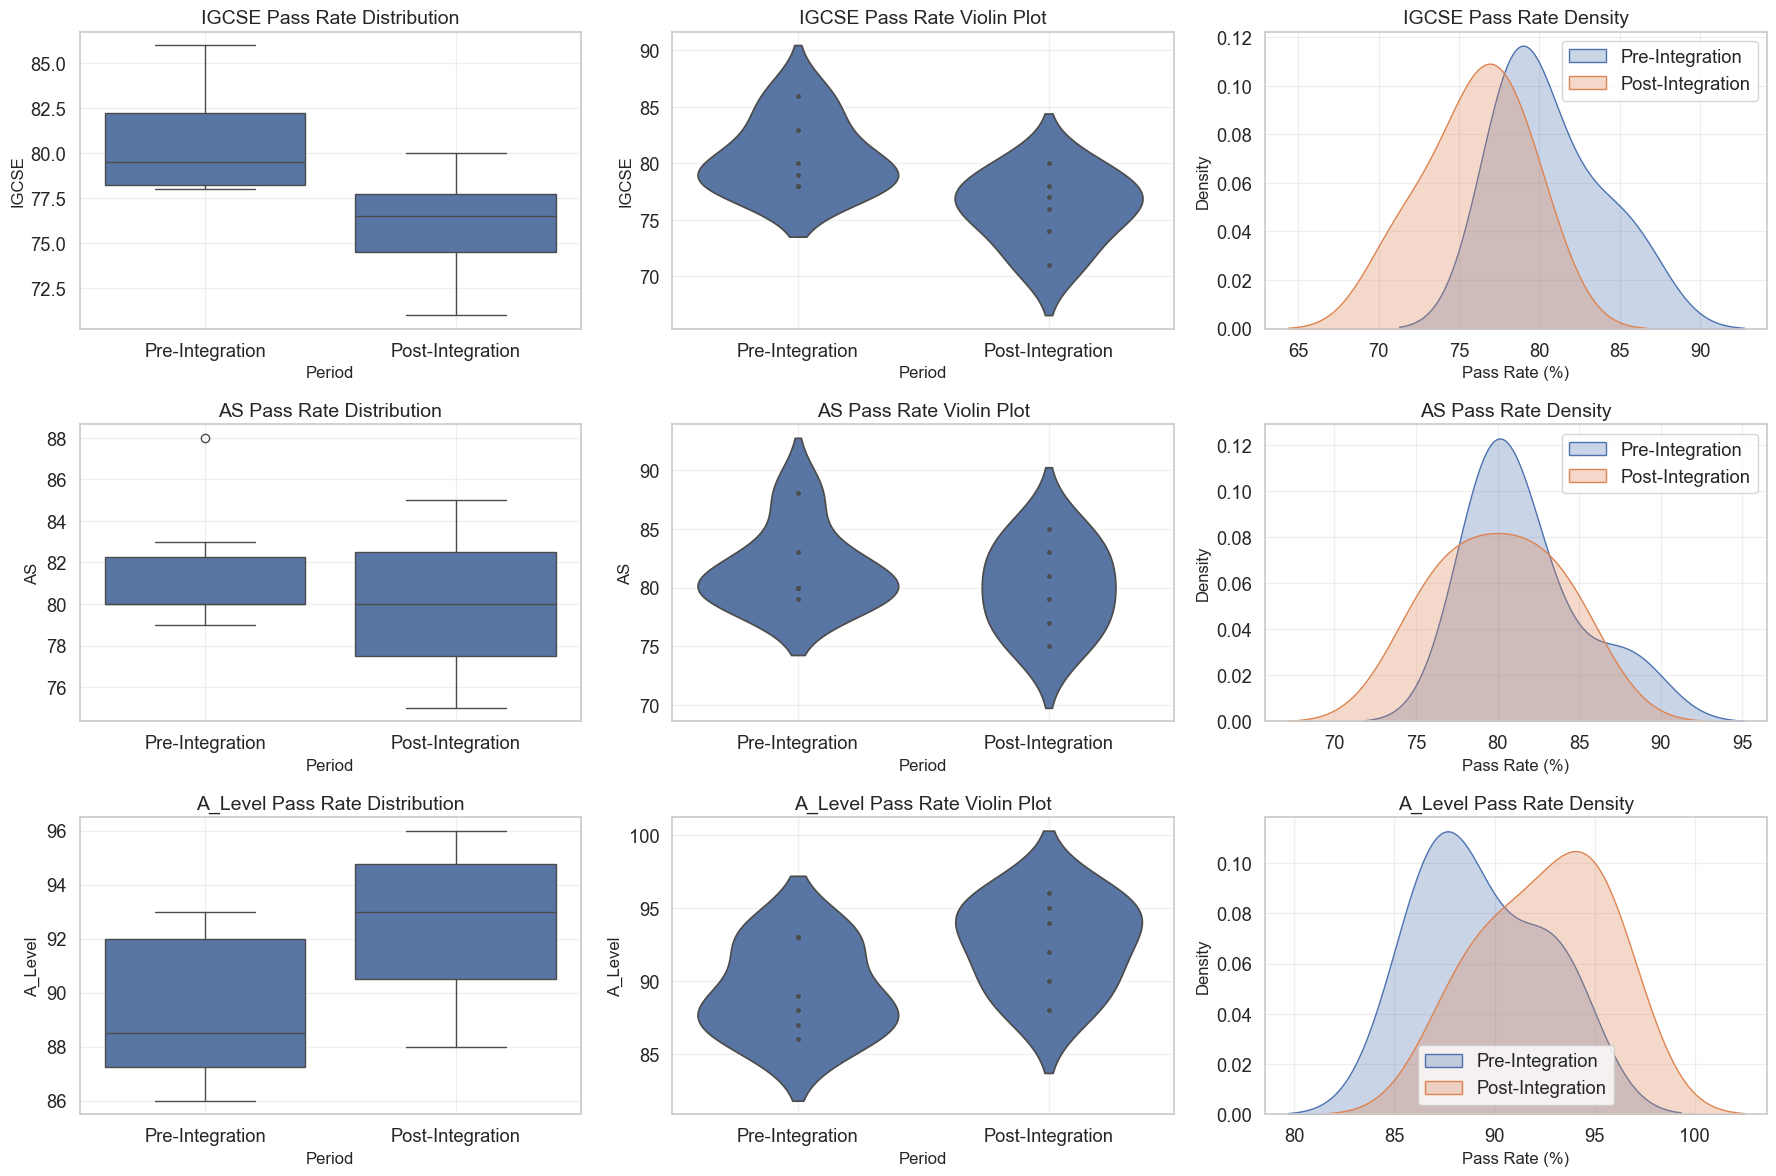 IGCSE Pass Rate Distribution
IGCSE
85.0
82.5
80.0
77.5
75.0
72.5
Pre-Integration Post-Integration
Period
IGCSE Pass Rate Violin Plot
IGCSE
90
85
80
75
70
Pre-Integration Post-Integration
Period
IGCSE Pass Rate Density
Density
0.12
0.10
0.08
0.06
0.04
0.02
0.00
Pre-Integration
Post-Integration
65 70 75 80 85 90
Pass Rate (%)
AS Pass Rate Distribution
AS
88
86
84
82
80
78
76
Pre-Integration Post-Integration
Period
AS Pass Rate Violin Plot
AS
90
85
80
75
70
Pre-Integration Post-Integration
Period
AS Pass Rate Density
Density
0.12
0.10
0.08
0.06
0.04
0.02
0.00
Pre-Integration
Post-Integration
70 75 80 85 90 95
Pass Rate (%)
A_Level Pass Rate Distribution
A_Level
96
94
92
90
88
86
Pre-Integration Post-Integration
Period
A_Level Pass Rate Violin Plot
A_Level
100
95
90
85
Pre-Integration Post-Integration
Period
A_Level Pass Rate Density
Density
0.10
0.08
0.06
0.04
0.02
0.00
Pre-Integration
Post-Integration
80 85 90 95 100
Pass Rate (%)